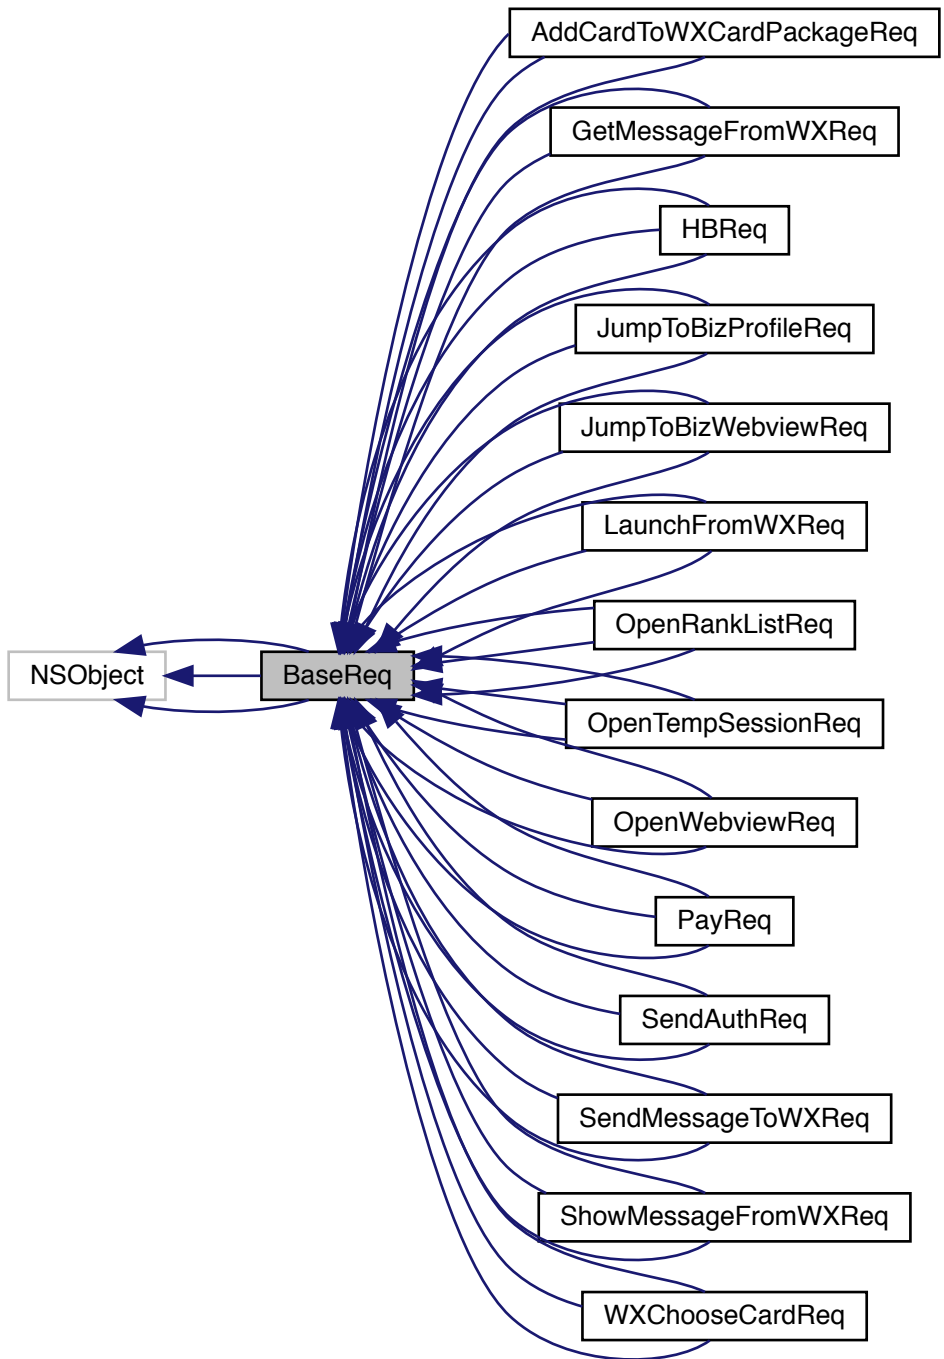 AddCardToWXCardPackageReq
GetMessageFromWXReq
HBReq
JumpToBizProfileReq
JumpToBizWebviewReq
LaunchFromWXReq
OpenRankListReq
NSObject
BaseReq
OpenTempSessionReq
OpenWebviewReq
PayReq
SendAuthReq
SendMessageToWXReq
ShowMessageFromWXReq
WXChooseCardReq